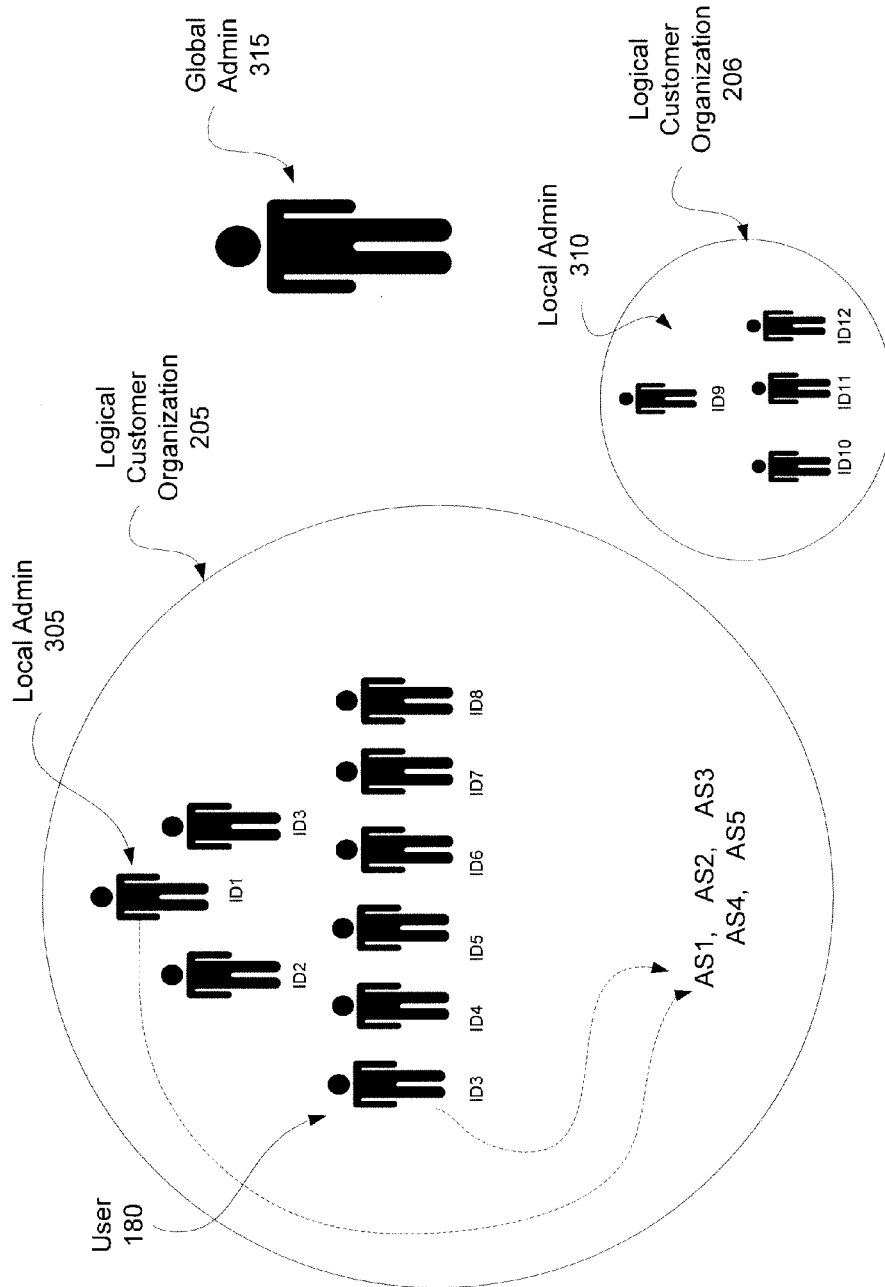 Global
Admin
315
Logical
Customer
Organization
205
Local Admin
305
User
180
ID1
ID2
ID3
ID3
ID4
ID5
ID6
ID7
ID8
AS1, AS2, AS3
AS4, AS5
Logical
Customer
Organization
206
Local Admin
310
ID9
ID10
ID11
ID12